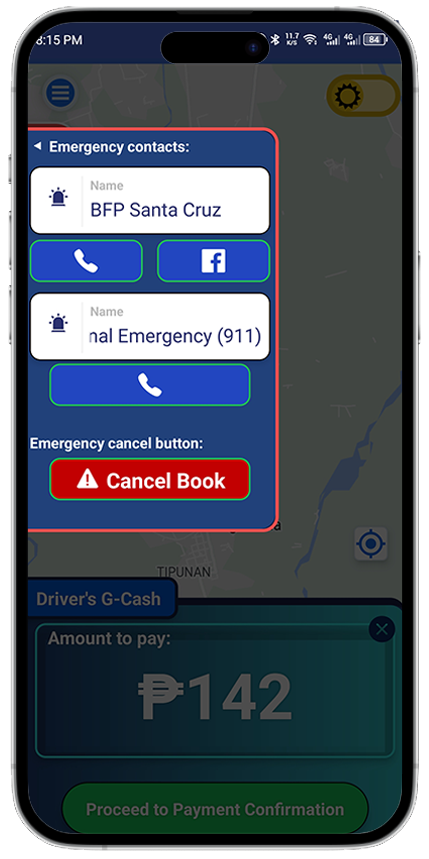 8:15 PM
11.7
K/S
4G
4G
84
Emergency contacts:
Name
BFP Santa Cruz
Name
nal Emergency (911)
Emergency cancel button:
Cancel Book
TIPUNAN
Driver's G-Cash
Amount to pay:
₱142
Proceed to Payment Confirmation